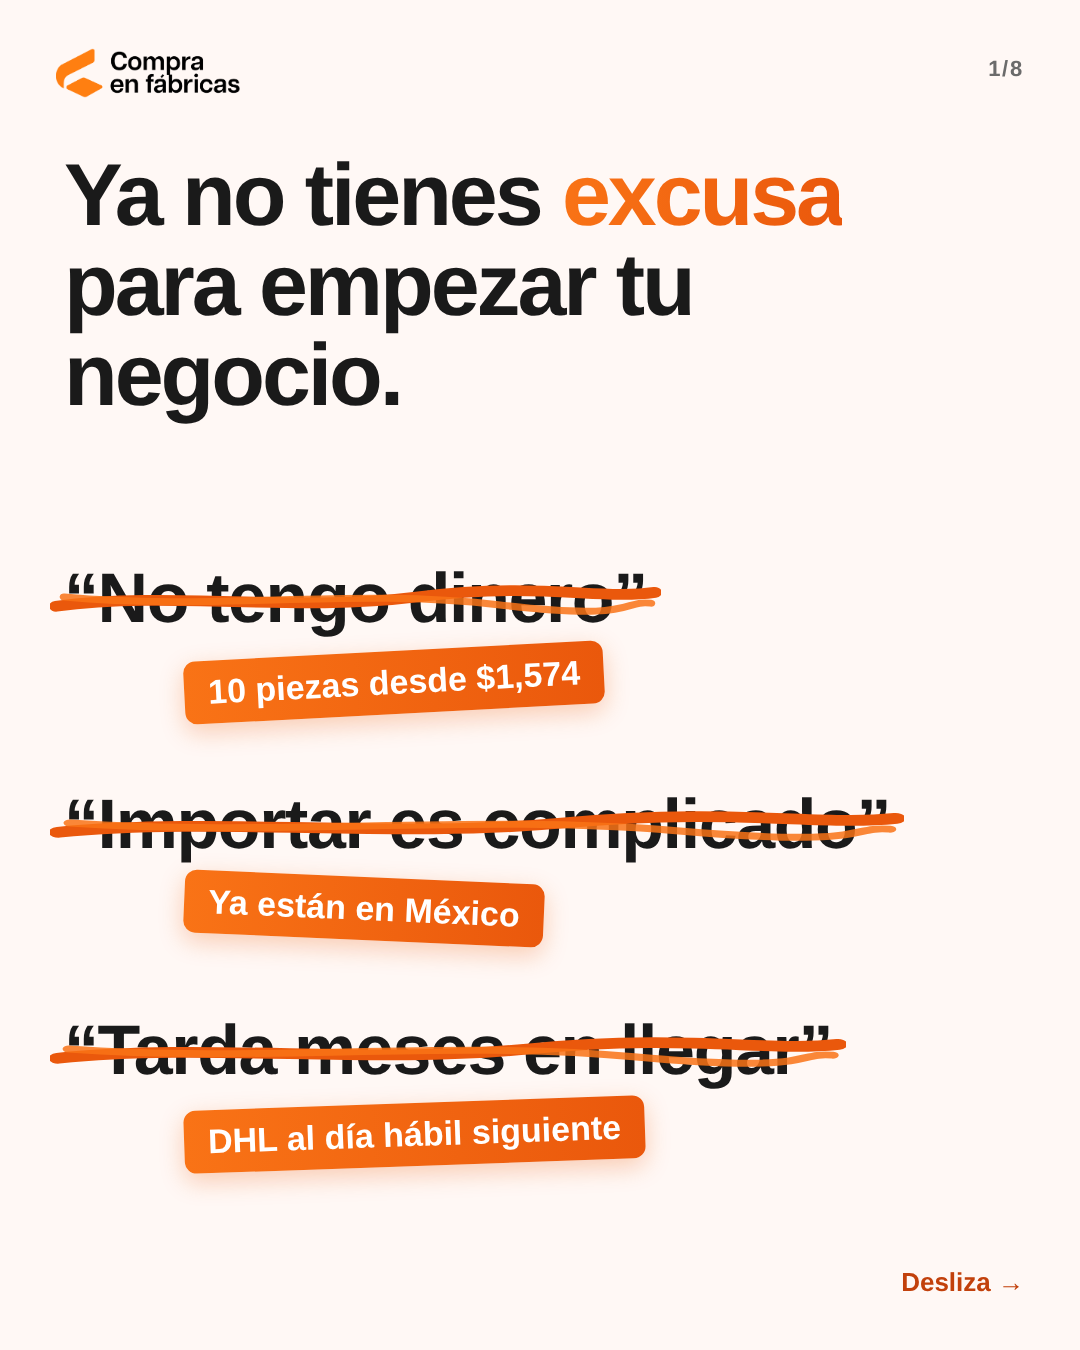 Compra
en fábricas
1/8
Ya no tienes excusa
para empezar tu
negocio.
“No tengo dinero”
10 piezas desde $1,574
“Importar es complicado”
Ya están en México
“Tarda meses en llegar”
DHL al día hábil siguiente
Desliza →